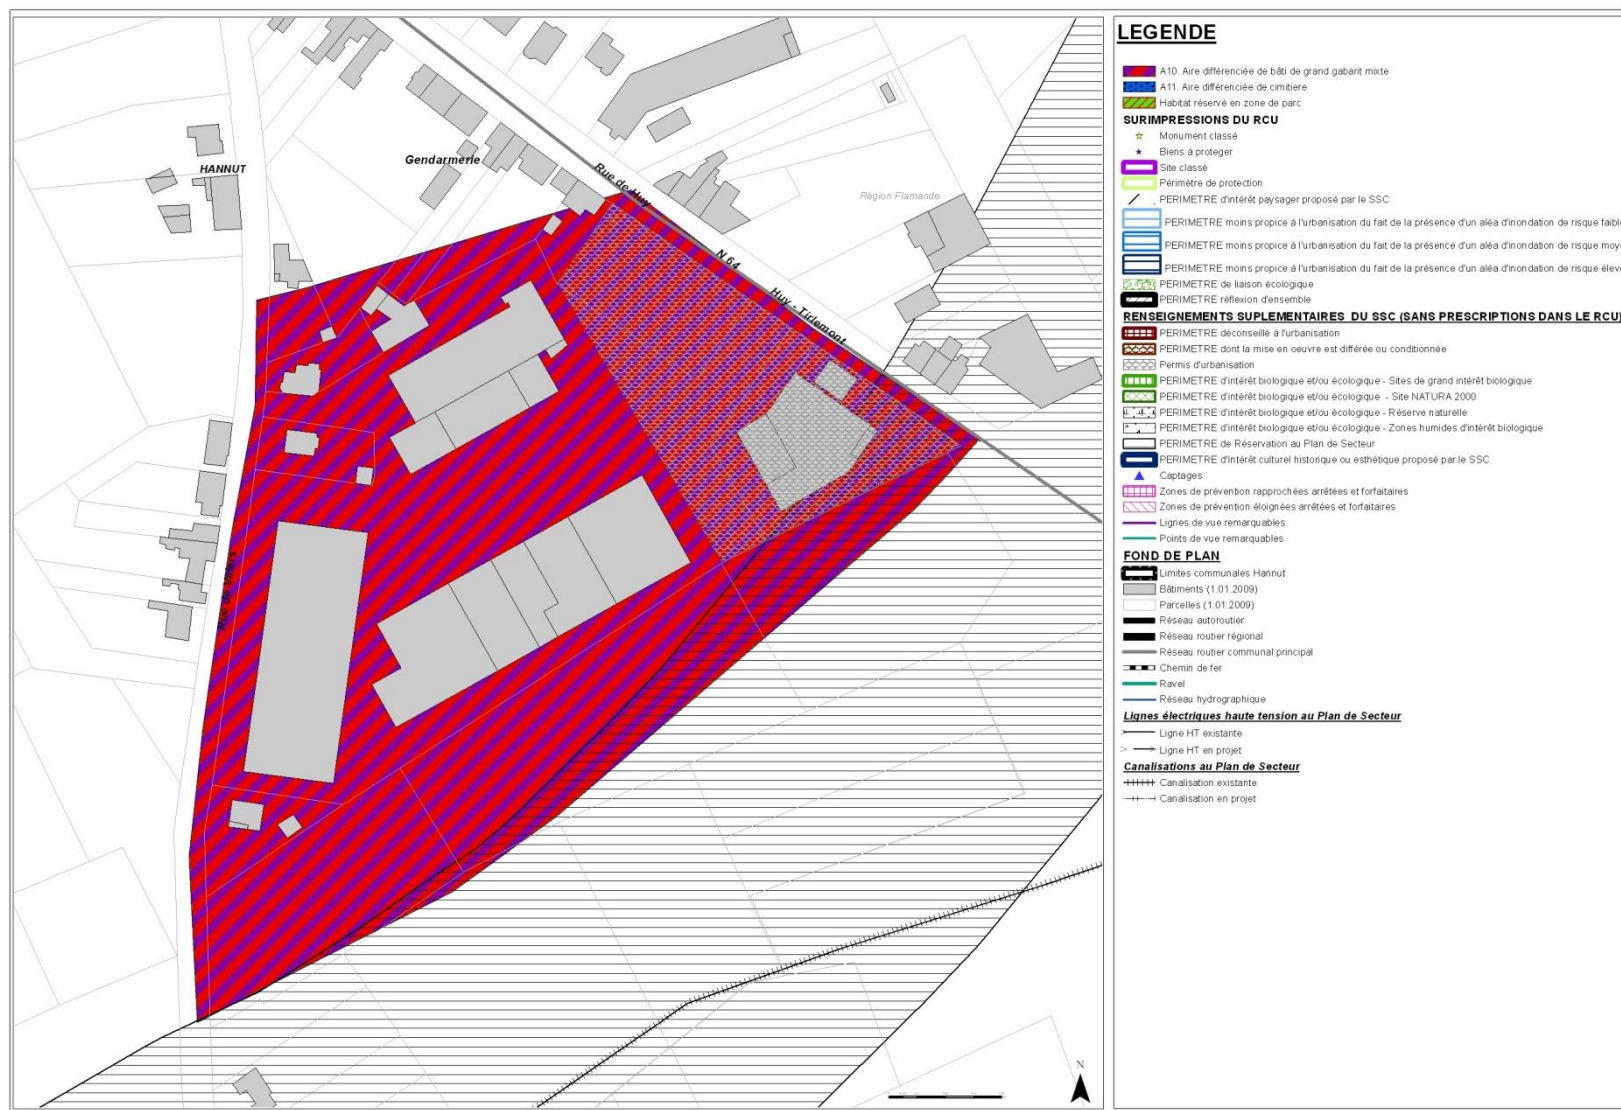 HANNUT
Gendarmerie
Rue de Huy
Région Flamande
N 64
Huy - Tirlemont
Rue de Villers
N
LEGENDE
A10. Aire différenciée de bâti de grand gabarit mixte
A11. Aire différenciée de cimitiere
Habitat réservé en zone de parc
SURIMPRESSIONS DU RCU
Monument classé
Biens à proteger
Site classé
Périmètre de protection
PERIMETRE d'intérêt paysager proposé par le SSC
PERIMETRE moins propice à l'urbanisation du fait de la présence d'un aléa d'inondation de risque faible
PERIMETRE moins propice à l'urbanisation du fait de la présence d'un aléa d'inondation de risque moy
PERIMETRE moins propice à l'urbanisation du fait de la présence d'un aléa d'inondation de risque élev
PERIMETRE de liaison écologique
PERIMETRE réflexion d'ensemble
RENSEIGNEMENTS SUPLEMENTAIRES DU SSC (SANS PRESCRIPTIONS DANS LE RCU)
PERIMETRE déconseillé à l'urbanisation
PERIMETRE dont la mise en oeuvre est différée ou conditionnée
Permis d'urbanisation
PERIMETRE d'intérêt biologique et/ou écologique - Sites de grand intérêt biologique
PERIMETRE d'intérêt biologique et/ou écologique - Site NATURA 2000
PERIMETRE d'intérêt biologique et/ou écologique - Réserve naturelle
PERIMETRE d'intérêt biologique et/ou écologique - Zones humides d'intérêt biologique
PERIMETRE de Réservation au Plan de Secteur
PERIMETRE d'intérêt culturel historique ou esthétique proposé par le SSC
Captages
Zones de prévention rapprochées arrêtées et forfaitaires
Zones de prévention éloignées arrêtées et forfaitaires
Lignes de vue remarquables
Points de vue remarquables
FOND DE PLAN
Limites communales Hannut
Bâtiments (1.01.2009)
Parcelles (1.01.2009)
Réseau autoroutier
Réseau routier régional
Réseau routier communal principal
Chemin de fer
Ravel
Réseau hydrographique
Lignes électriques haute tension au Plan de Secteur
Ligne HT existante
Ligne HT en projet
Canalisations au Plan de Secteur
Canalisation existante
Canalisation en projet